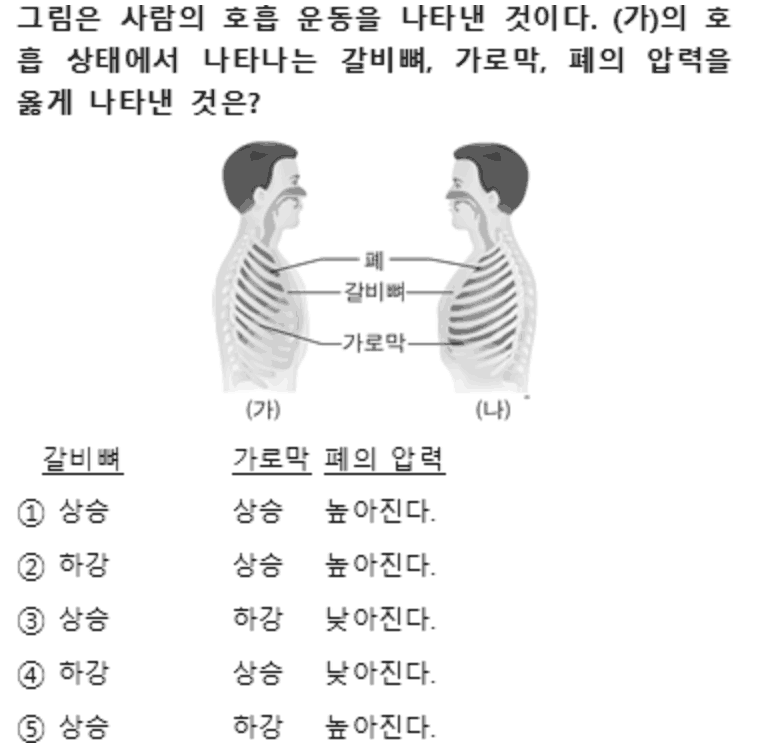 그림은 사람의 호흡 운동을 나타낸 것이다. (가)의 호
흡 상태에서 나타나는 갈비뼈, 가로막, 폐의 압력을
옳게 나타낸 것은?
폐
갈비뼈
가로막
(가) (나)
갈비뼈 가로막 폐의 압력
① 상승 상승 높아진다.
② 하강 상승 높아진다.
③ 상승 하강 낮아진다.
④ 하강 상승 낮아진다.
⑤ 상승 하강 높아진다.